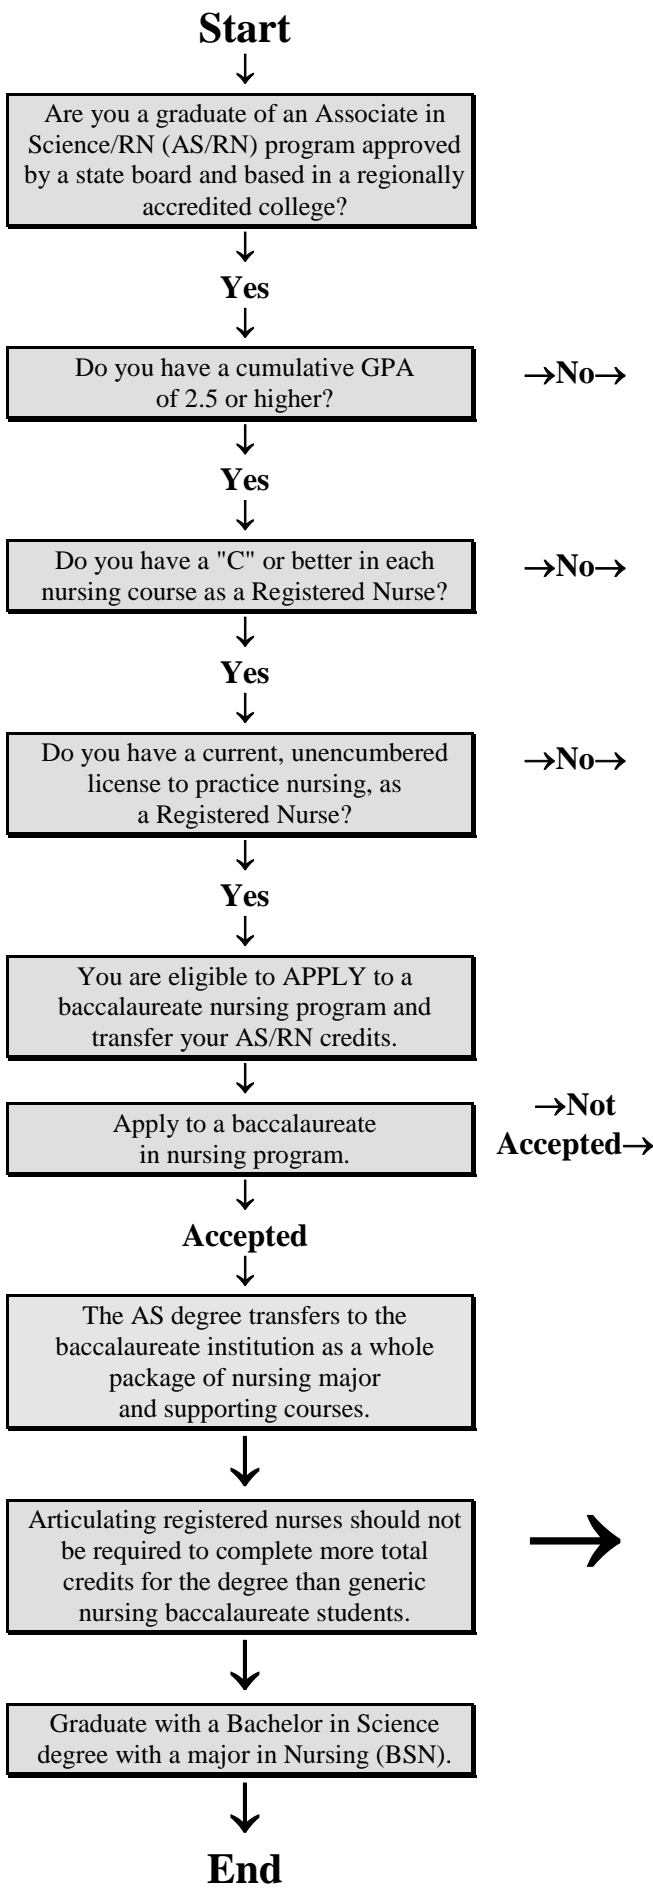 Start
↓
Are you a graduate of an Associate in
Science/RN (AS/RN) program approved
by a state board and based in a regionally
accredited college?
↓
Yes
↓
Do you have a cumulative GPA
of 2.5 or higher?
→No→
↓
Yes
↓
Do you have a "C" or better in each
nursing course as a Registered Nurse?
→No→
↓
Yes
↓
Do you have a current, unencumbered
license to practice nursing, as
a Registered Nurse?
→No→
↓
Yes
↓
You are eligible to APPLY to a
baccalaureate nursing program and
transfer your AS/RN credits.
↓
Apply to a baccalaureate
in nursing program.
→Not
Accepted→
↓
Accepted
↓
The AS degree transfers to the
baccalaureate institution as a whole
package of nursing major
and supporting courses.
↓
Articulating registered nurses should not
be required to complete more total
credits for the degree than generic
nursing baccalaureate students.
→
↓
Graduate with a Bachelor in Science
degree with a major in Nursing (BSN).
↓
End